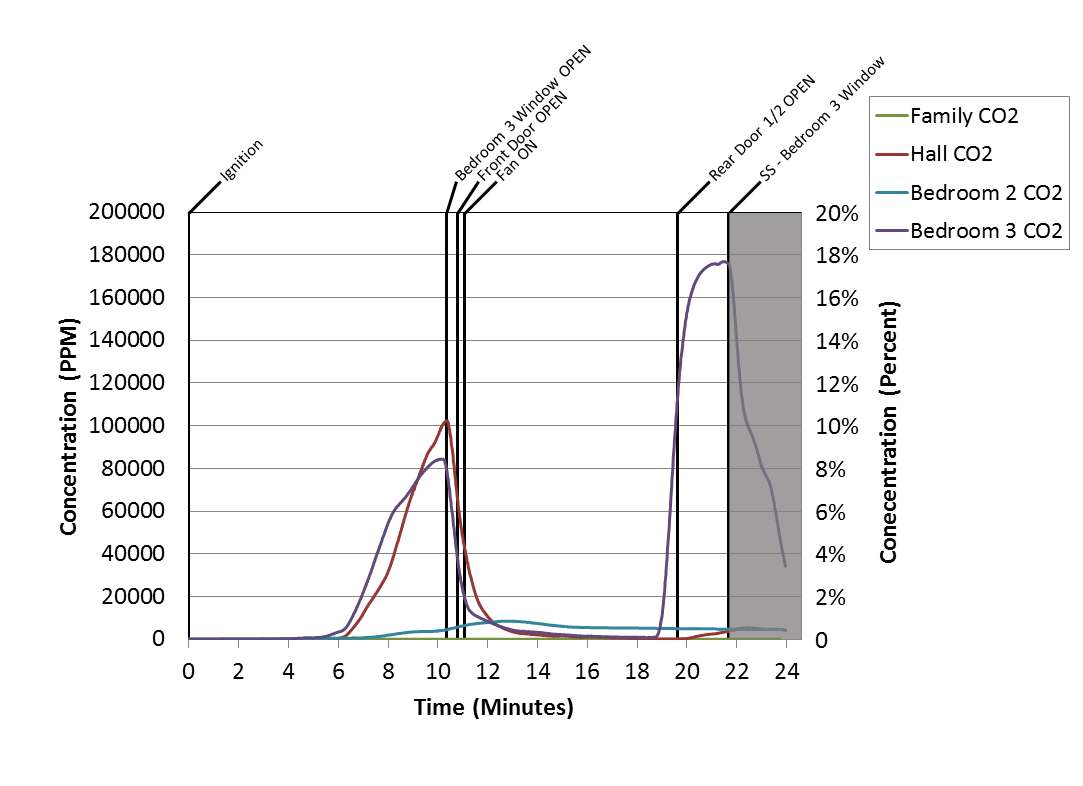 Ignition
Bedroom 3 Window OPEN
Front Door OPEN
Fan ON
Rear Door 1/2 OPEN
SS - Bedroom 3 Window
Family CO2
Hall CO2
Bedroom 2 CO2
Bedroom 3 CO2
Concentration (PPM)
200000
180000
160000
140000
120000
100000
80000
60000
40000
20000
0
20%
18%
16%
14%
12%
10%
8%
6%
4%
2%
0
Conecentration (Percent)
0 2 4 6 8 10 12 14 16 18 20 22 24
Time (Minutes)